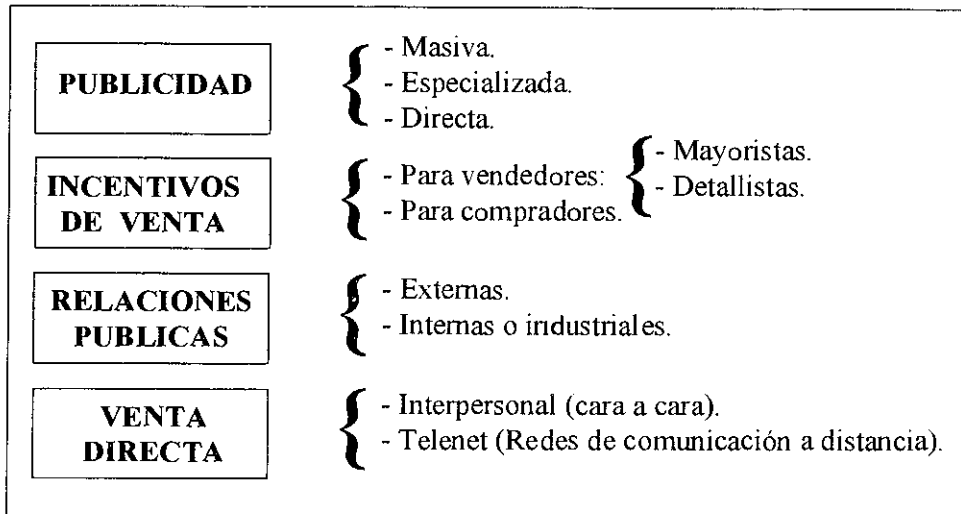 PUBLICIDAD
- Masiva.
- Especializada.
- Directa.
INCENTIVOS
DE VENTA
- Para vendedores:
- Para compradores.
- Mayoristas.
- Detallistas.
RELACIONES
PUBLICAS
- Externas.
- Internas o industriales.
VENTA
DIRECTA
- Interpersonal (cara a cara).
- Telenet (Redes de comunicación a distancia).